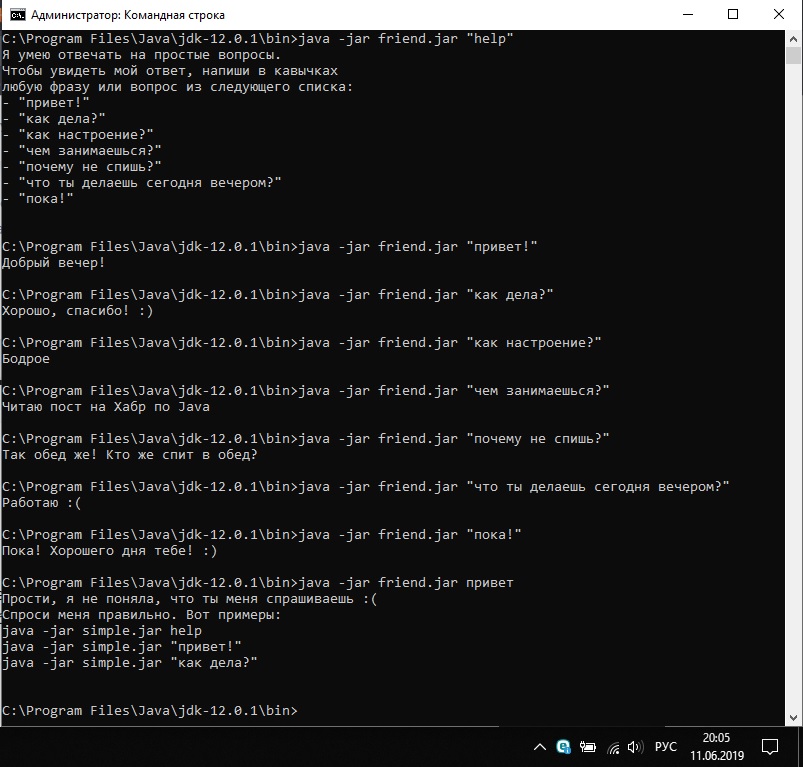 Администратор: Командная строка
C:\Program Files\Java\jdk-12.0.1\bin>java -jar friend.jar "help"
Я умею отвечать на простые вопросы.
Чтобы увидеть мой ответ, напиши в кавычках
любую фразу или вопрос из следующего списка:
- "привет!"
- "как дела?"
- "как настроение?"
- "чем занимаешься?"
- "почему не спишь?"
- "что ты делаешь сегодня вечером?"
- "пока!"
C:\Program Files\Java\jdk-12.0.1\bin>java -jar friend.jar "привет!"
Добрый вечер!
C:\Program Files\Java\jdk-12.0.1\bin>java -jar friend.jar "как дела?"
Хорошо, спасибо! :)
C:\Program Files\Java\jdk-12.0.1\bin>java -jar friend.jar "как настроение?"
Бодрое
C:\Program Files\Java\jdk-12.0.1\bin>java -jar friend.jar "чем занимаешься?"
Читаю пост на Хабр по Java
C:\Program Files\Java\jdk-12.0.1\bin>java -jar friend.jar "почему не спишь?"
Так обед же! Кто же спит в обед?
C:\Program Files\Java\jdk-12.0.1\bin>java -jar friend.jar "что ты делаешь сегодня вечером?"
Работаю :(
C:\Program Files\Java\jdk-12.0.1\bin>java -jar friend.jar "пока!"
Пока! Хорошего дня тебе! :)
C:\Program Files\Java\jdk-12.0.1\bin>java -jar friend.jar привет
Прости, я не поняла, что ты меня спрашиваешь :(
Спроси меня правильно. Вот примеры:
java -jar simple.jar help
java -jar simple.jar "привет!"
java -jar simple.jar "как дела?"
C:\Program Files\Java\jdk-12.0.1\bin>
РУС
20:05
11.06.2019